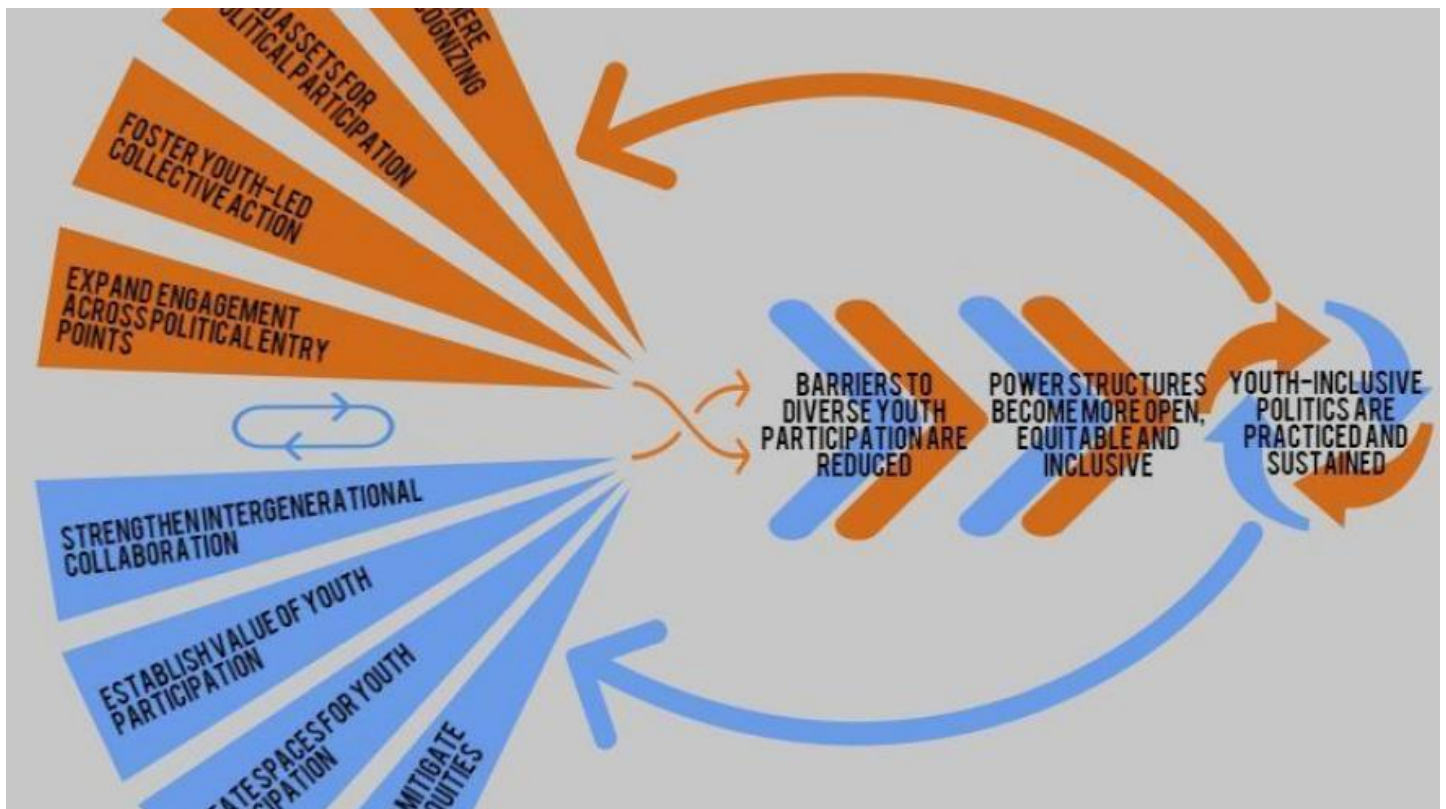 ASSETS FOR
POLITICAL PARTICIPATION
FOSTER YOUTH-LED
COLLECTIVE ACTION
EXPAND ENGAGEMENT
ACROSS POLITICAL ENTRY
POINTS
STRENGTHEN INTERGENERATIONAL
COLLABORATION
ESTABLISH VALUE OF YOUTH
PARTICIPATION
SPACES FOR YOUTH
MITIGATE
BARRIERS TO
DIVERSE YOUTH
PARTICIPATION ARE
REDUCED
POWER STRUCTURES
BECOME MORE OPEN,
EQUITABLE AND
INCLUSIVE
YOUTH-INCLUSIVE
POLITICS ARE
PRACTICED AND
SUSTAINED